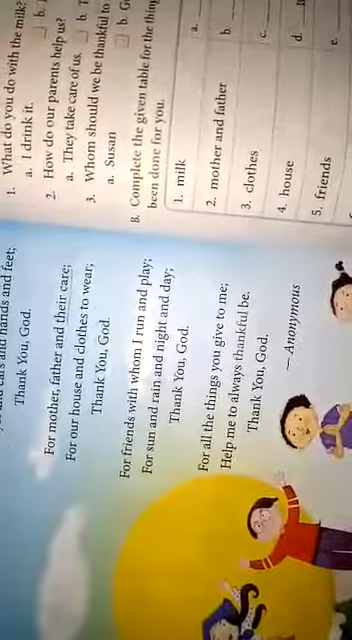 and hands and feet;
Thank You, God.
For mother, father and their care;
For our house and clothes to wear;
Thank You, God.
For friends with whom I run and play;
For sun and rain and night and day;
Thank You, God.
For all the things you give to me;
Help me to always thankful be.
Thank You, God.
— Anonymous
1. What do you do with the milk?
a. I drink it.
b.
2. How do our parents help us?
a. They take care of us.
b. T
3. Whom should we be thankful to
a. Susan
b. G
B. Complete the given table for the thing
been done for you.
1. milk
a.
2. mother and father
b.
3. clothes
c.
4. house
d.
5. friends
e.